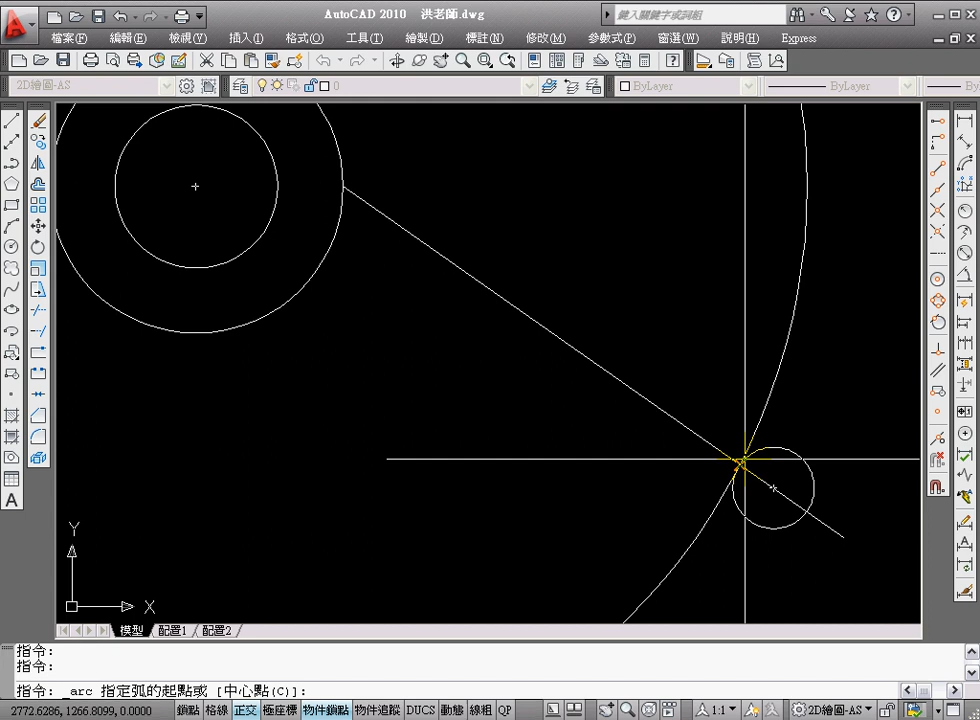 AutoCAD 2010 洪老師.dwg
鍵入關鍵字或詞組
檔案(F) 編輯(E) 檢視(V) 插入(I) 格式(O) 工具(T) 繪製(D) 標註(N) 修改(M) 參數式(P) 窗選(W) 說明(H) Express
2D繪圖-AS 0 ByLayer ByLayer By
Y
X
模型 配置1 配置2
指令:
指令:
指令: _arc 指定弧的起點或 [中心點(C)]:
2772.6286, 1266.8099, 0.0000 鎖點 格線 正交 極座標 物件鎖點 物件追蹤 DUCS 動態 線粗 QP 1:1 2D繪圖-AS